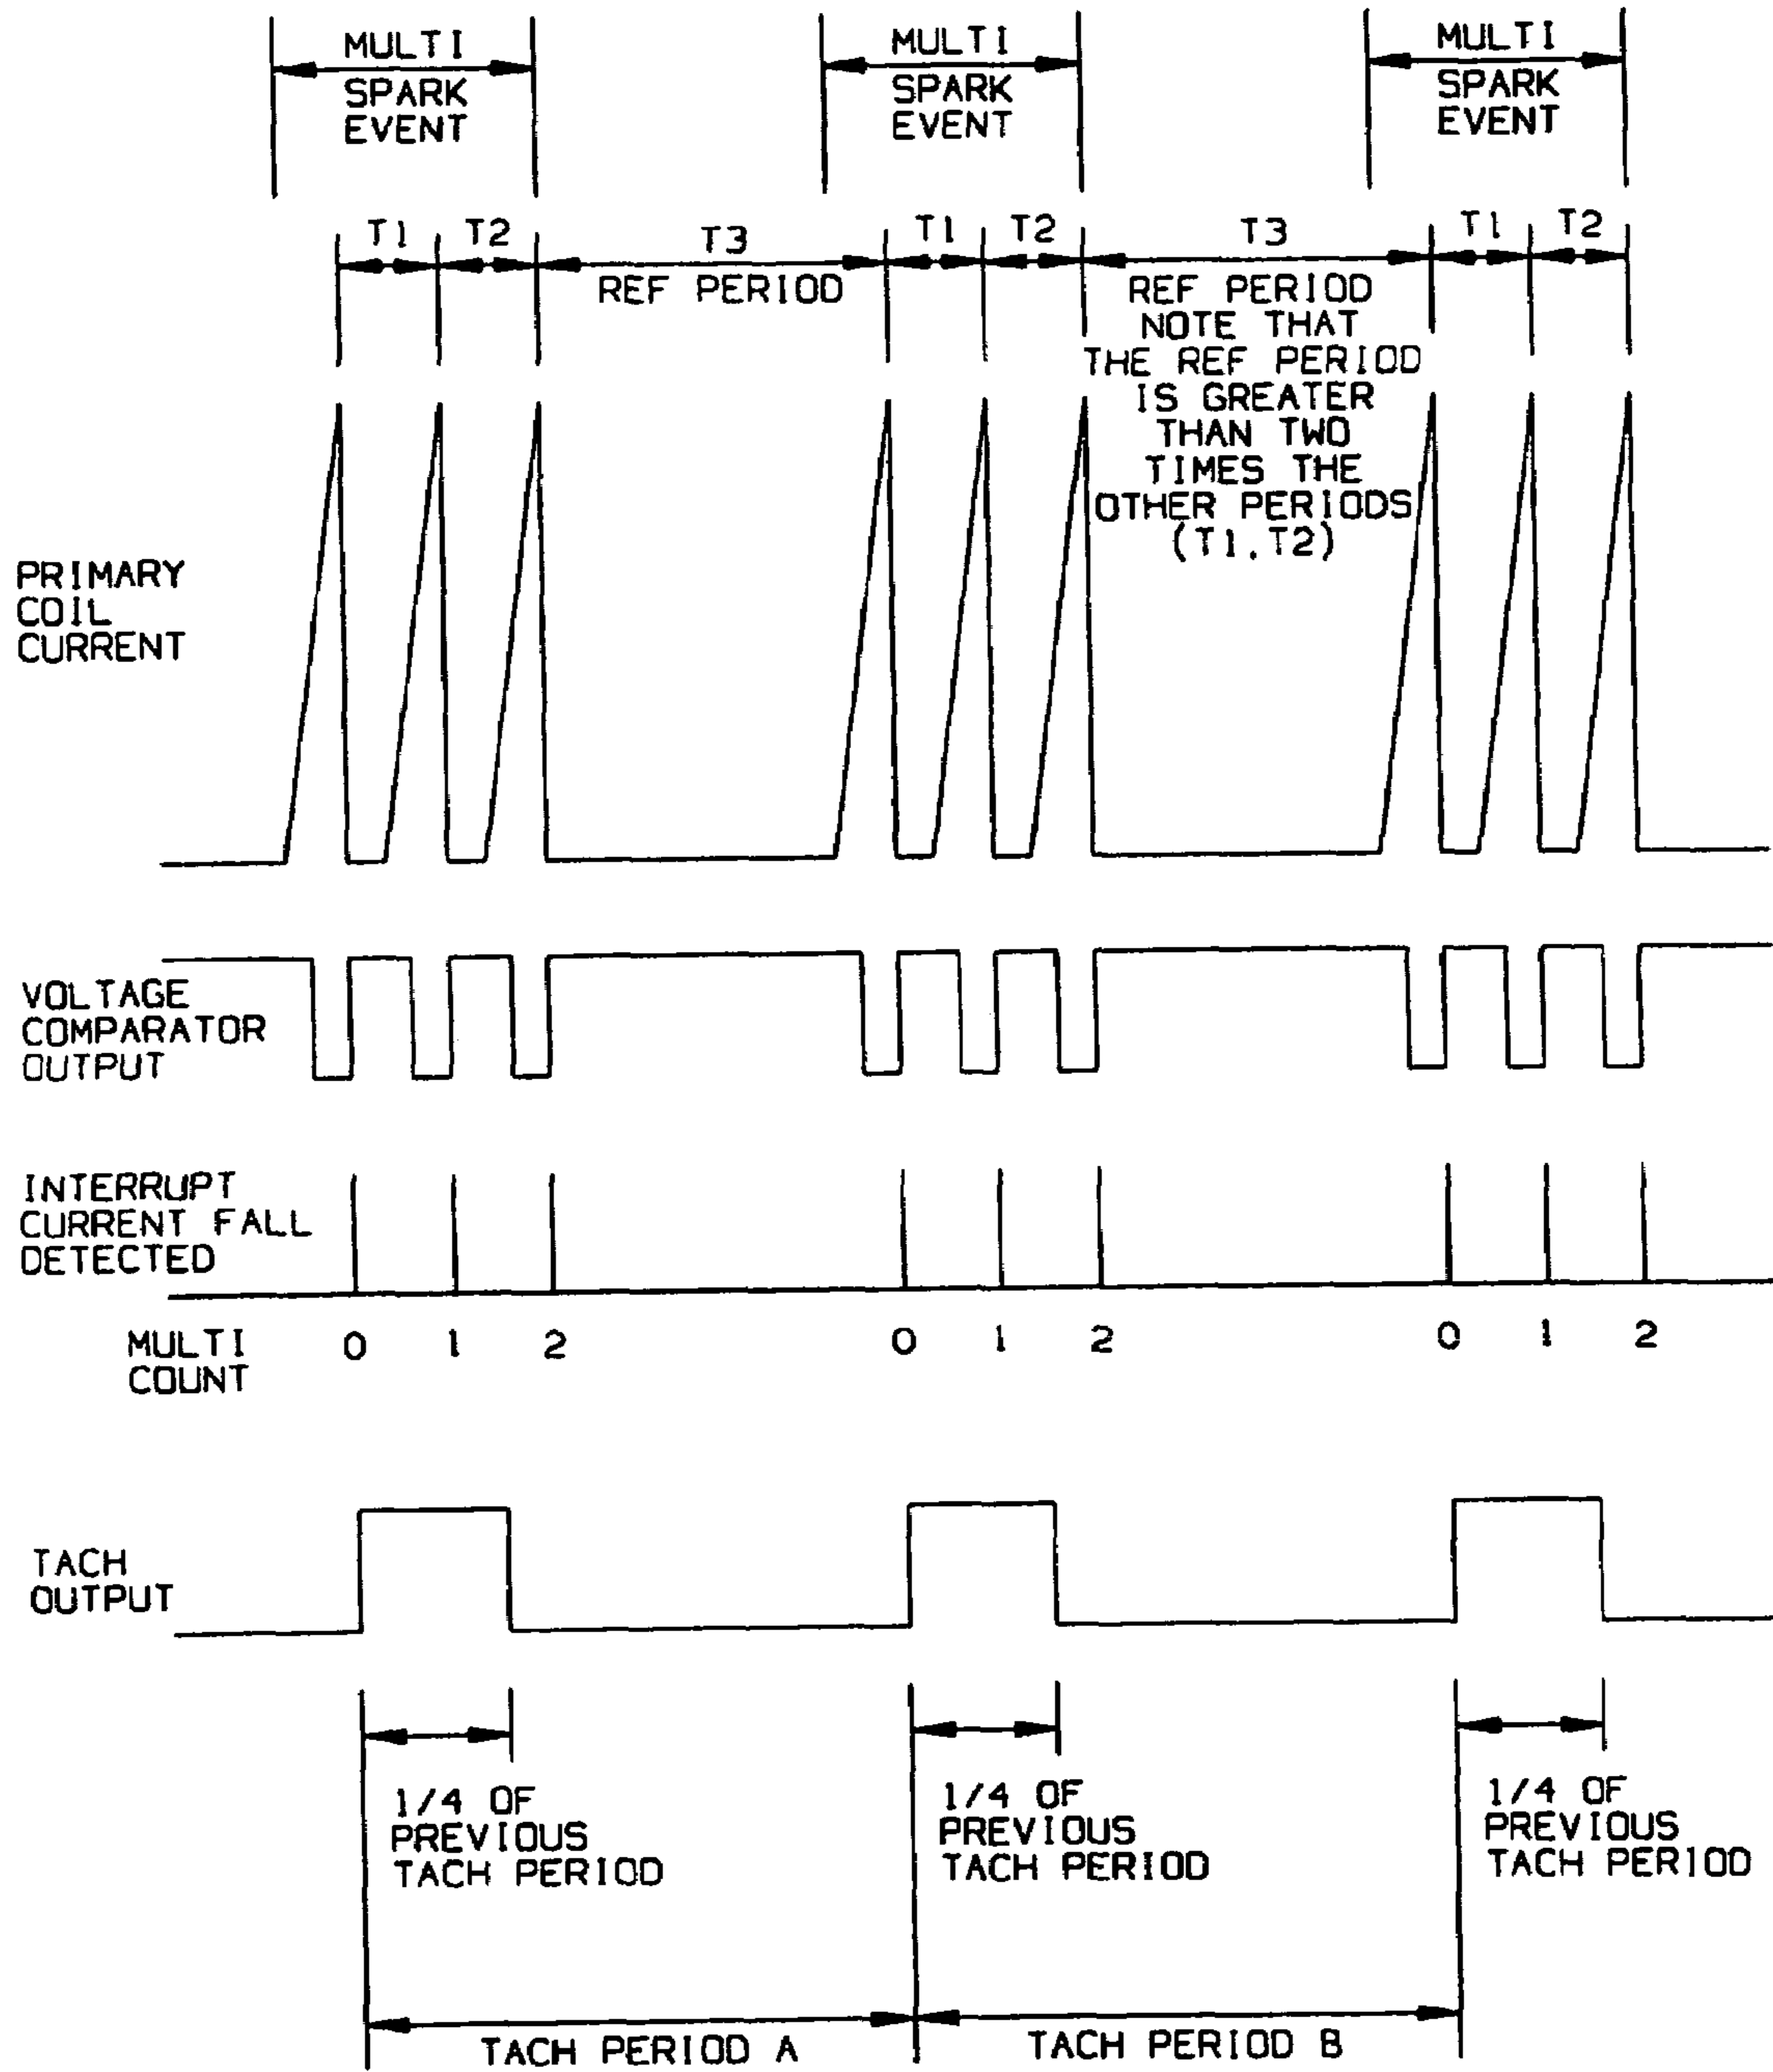 MULTI
SPARK
EVENT
MULTI
SPARK
EVENT
MULTI
SPARK
EVENT
T1 T2 T3 T1 T2 T3 T1 T2
REF PERIOD
REF PERIOD
NOTE THAT
THE REF PERIOD
IS GREATER
THAN TWO
TIMES THE
OTHER PERIODS
(T1,T2)
PRIMARY
COIL
CURRENT
VOLTAGE
COMPARATOR
OUTPUT
INTERRUPT
CURRENT FALL
DETECTED
MULTI
COUNT
0 1 2 0 1 2 0 1 2
TACH
OUTPUT
1/4 OF
PREVIOUS
TACH PERIOD
1/4 OF
PREVIOUS
TACH PERIOD
1/4 OF
PREVIOUS
TACH PERIOD
TACH PERIOD A
TACH PERIOD B